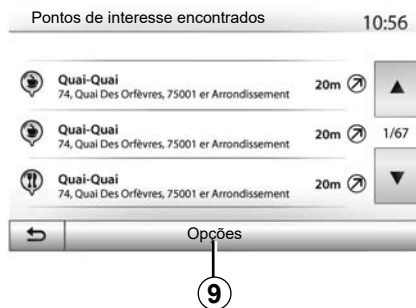 Pontos de interesse encontrados 10:56
Quai-Quai
74, Quai Des Orfèvres, 75001 er Arrondissement 20m
Quai-Quai
74, Quai Des Orfèvres, 75001 er Arrondissement 20m 1/67
Quai-Quai
74, Quai Des Orfèvres, 75001 er Arrondissement 20m
Opções
9